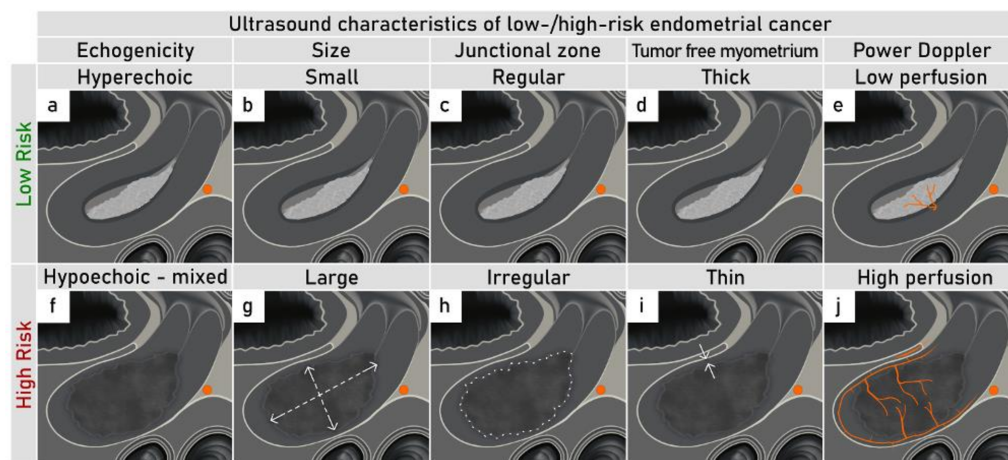 Ultrasound characteristics of low-/high-risk endometrial cancer
Echogenicity Size Junctional zone Tumor free myometrium Power Doppler
Hyperechoic Small Regular Thick Low perfusion
Low Risk
a b c d e
Hypoechoic - mixed Large Irregular Thin High perfusion
High Risk
f g h i j